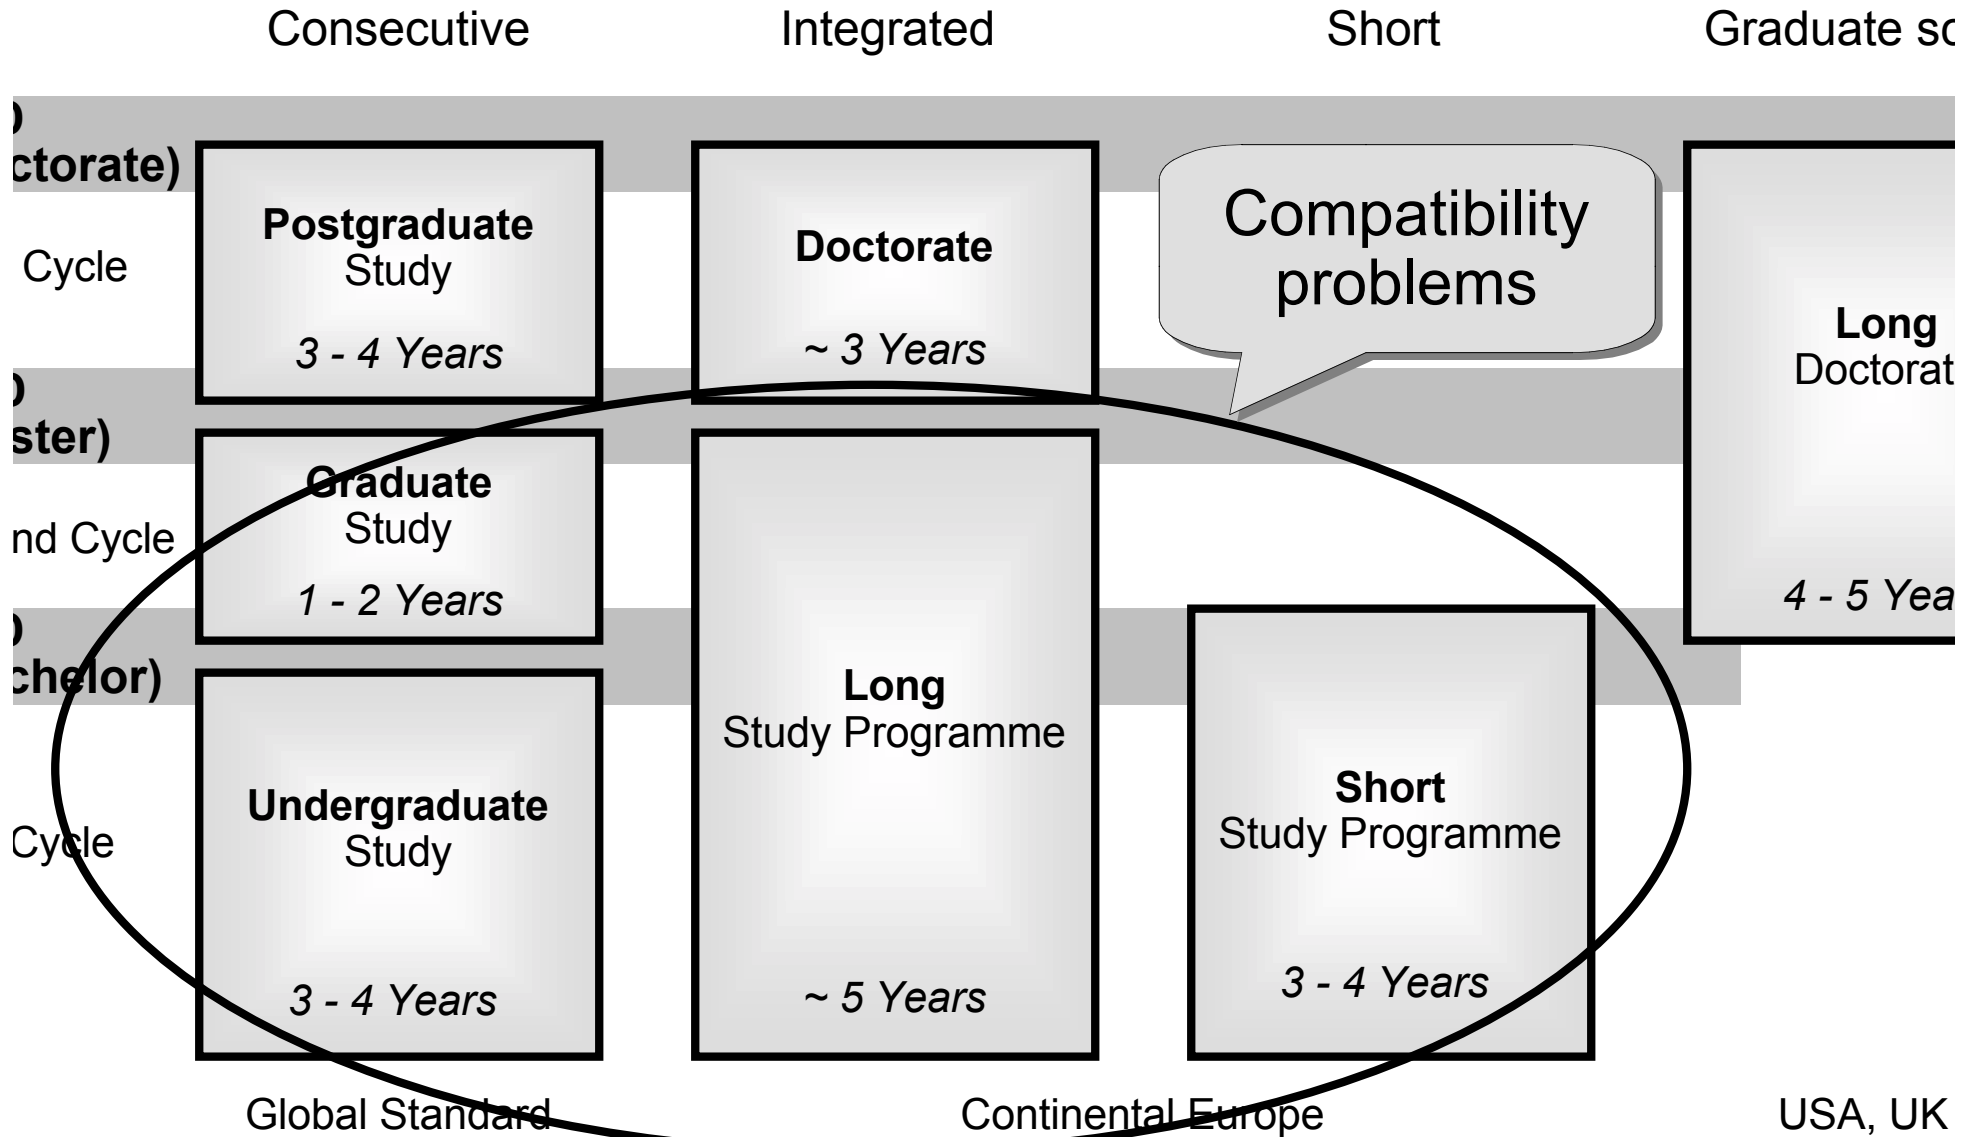 Consecutive Integrated Short Graduate sc
ctorate)
Postgraduate
Study
3 - 4 Years
Doctorate
~ 3 Years
Compatibility
problems
Long
Doctorat
4 - 5 Yea
Cycle
ster)
Graduate
Study
1 - 2 Years
nd Cycle
chelor)
Undergraduate
Study
3 - 4 Years
Long
Study Programme
~ 5 Years
Short
Study Programme
3 - 4 Years
Cycle
Global Standard Continental Europe USA, UK